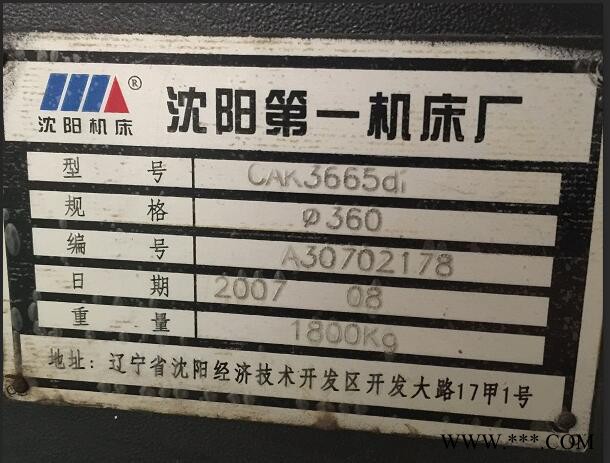 ® 
沈阳机床 沈阳第一机床厂
型号 CAK3665di
规格 Ø360
编号 A30702178
日期 2007 08
重量 1800Kg
地址：辽宁省沈阳经济技术开发区开发大路17甲1号
WWW.***.COM